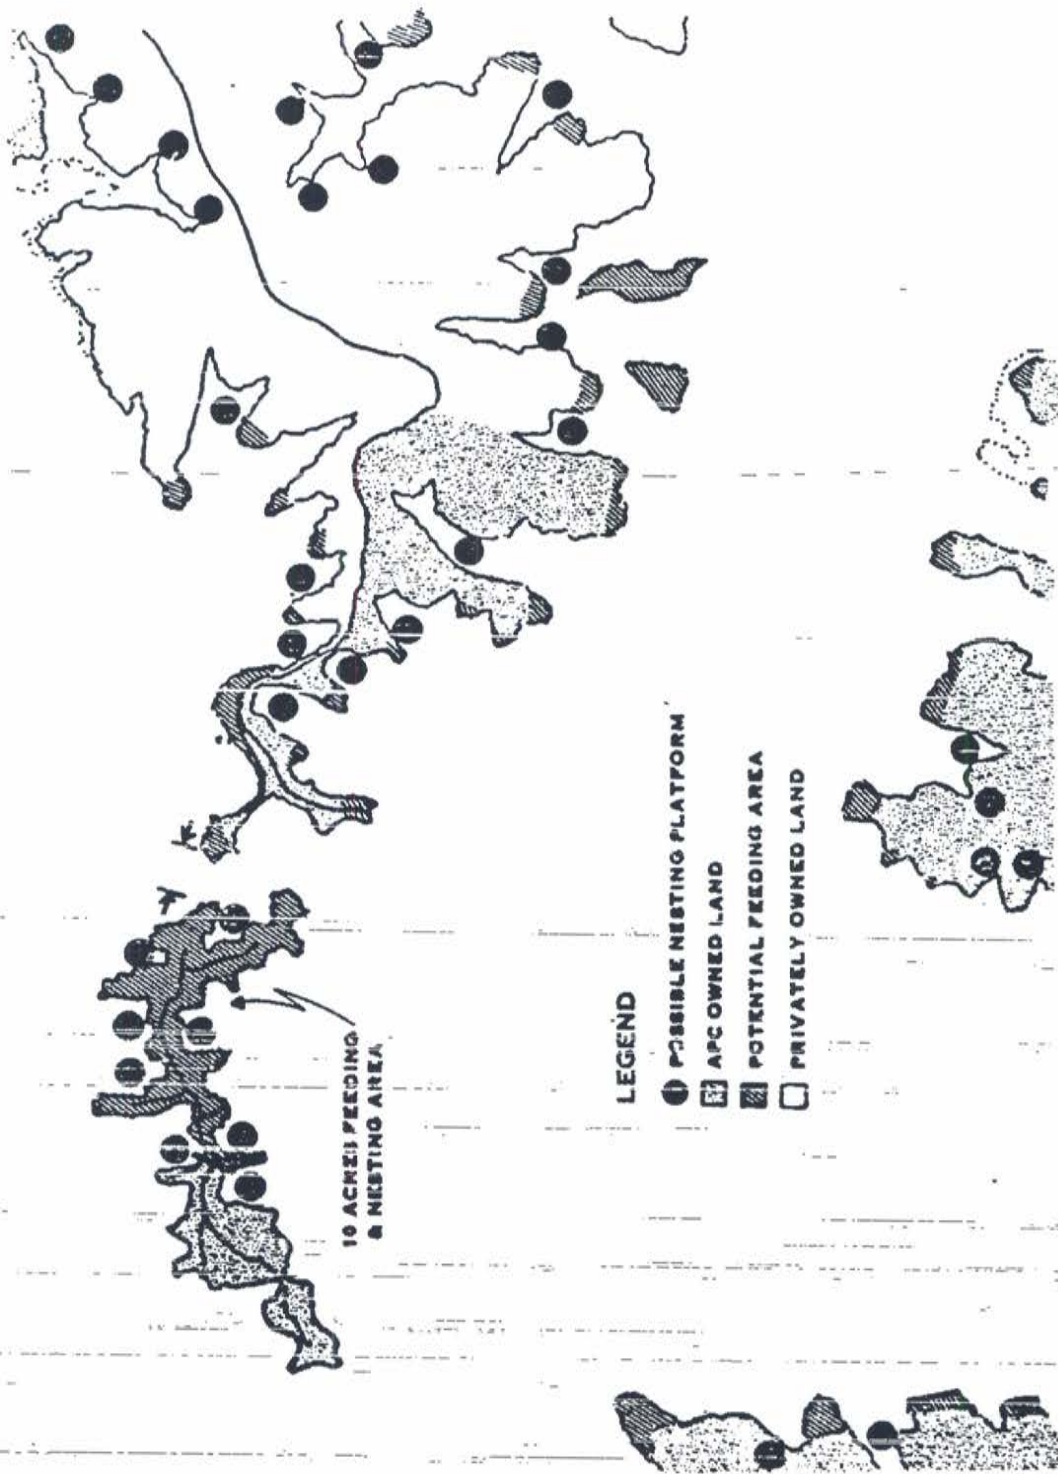 10 ACRES FEEDING
& NESTING AREA
LEGEND
POSSIBLE NESTING PLATFORM
APC OWNED LAND
POTENTIAL FEEDING AREA
PRIVATELY OWNED LAND